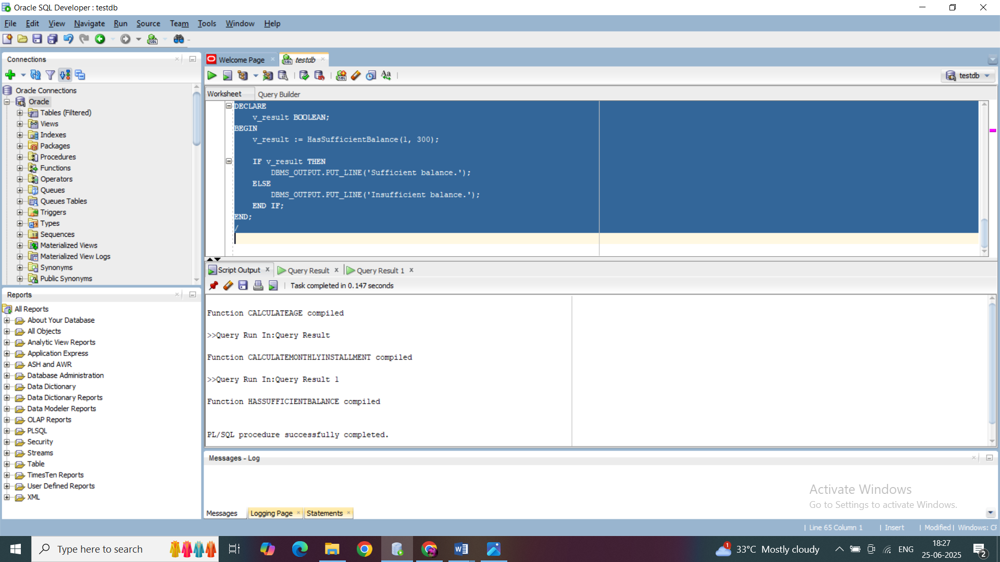 Oracle SQL Developer : testdb
File Edit View Navigate Run Source Team Tools Window Help
Connections
Oracle Connections
Oracle
Tables (Filtered)
Views
Indexes
Packages
Procedures
Functions
Operators
Queues
Queues Tables
Triggers
Types
Sequences
Materialized Views
Materialized View Logs
Synonyms
Public Synonyms
Reports
All Reports
About Your Database
All Objects
Analytic View Reports
Application Express
ASH and AWR
Database Administration
Data Dictionary
Data Dictionary Reports
Data Modeler Reports
OLAP Reports
PLSQL
Security
Streams
Table
TimesTen Reports
User Defined Reports
XML
Welcome Page testdb
testdb
Worksheet Query Builder
DECLARE
v_result BOOLEAN;
BEGIN
v_result := HasSufficientBalance(1, 300);
IF v_result THEN
DBMS_OUTPUT.PUT_LINE('Sufficient balance.');
ELSE
DBMS_OUTPUT.PUT_LINE('Insufficient balance.');
END IF;
END;
/
Script Output Query Result Query Result 1
Task completed in 0.147 seconds
Function CALCULATEAGE compiled
>>Query Run In:Query Result
Function CALCULATEMONTHLYINSTALLMENT compiled
>>Query Run In:Query Result 1
Function HASSUFFICIENTBALANCE compiled
PL/SQL procedure successfully completed.
Messages - Log
Activate Windows
Go to Settings to activate Windows.
Messages Logging Page Statements
Line 65 Column 1 Insert Modified Windows: CF
Type here to search
1 33°C Mostly cloudy ENG 18:27
25-06-2025 2